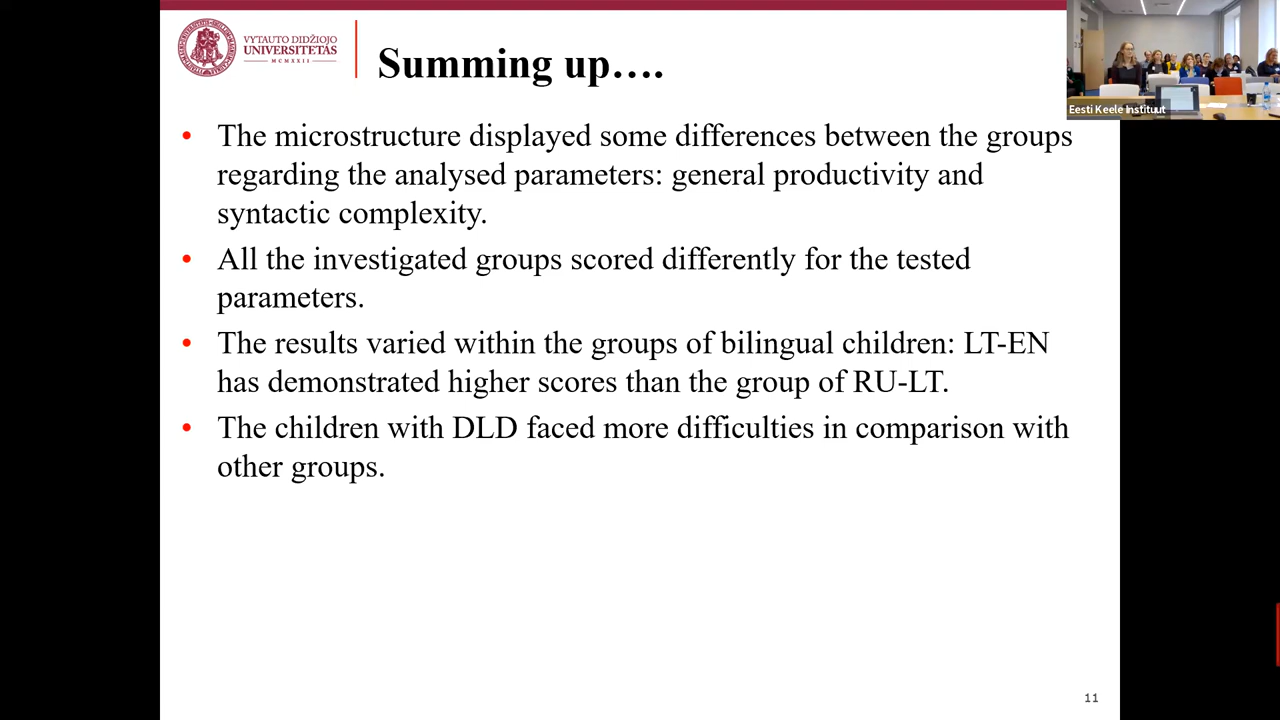 VYTAUTO DIDŽIOJO
UNIVERSITETAS
MCMXXII
Summing up….
Eesti Keele Instituut
• The microstructure displayed some differences between the groups
regarding the analysed parameters: general productivity and
syntactic complexity.
• All the investigated groups scored differently for the tested
parameters.
• The results varied within the groups of bilingual children: LT-EN
has demonstrated higher scores than the group of RU-LT.
• The children with DLD faced more difficulties in comparison with
other groups.
11